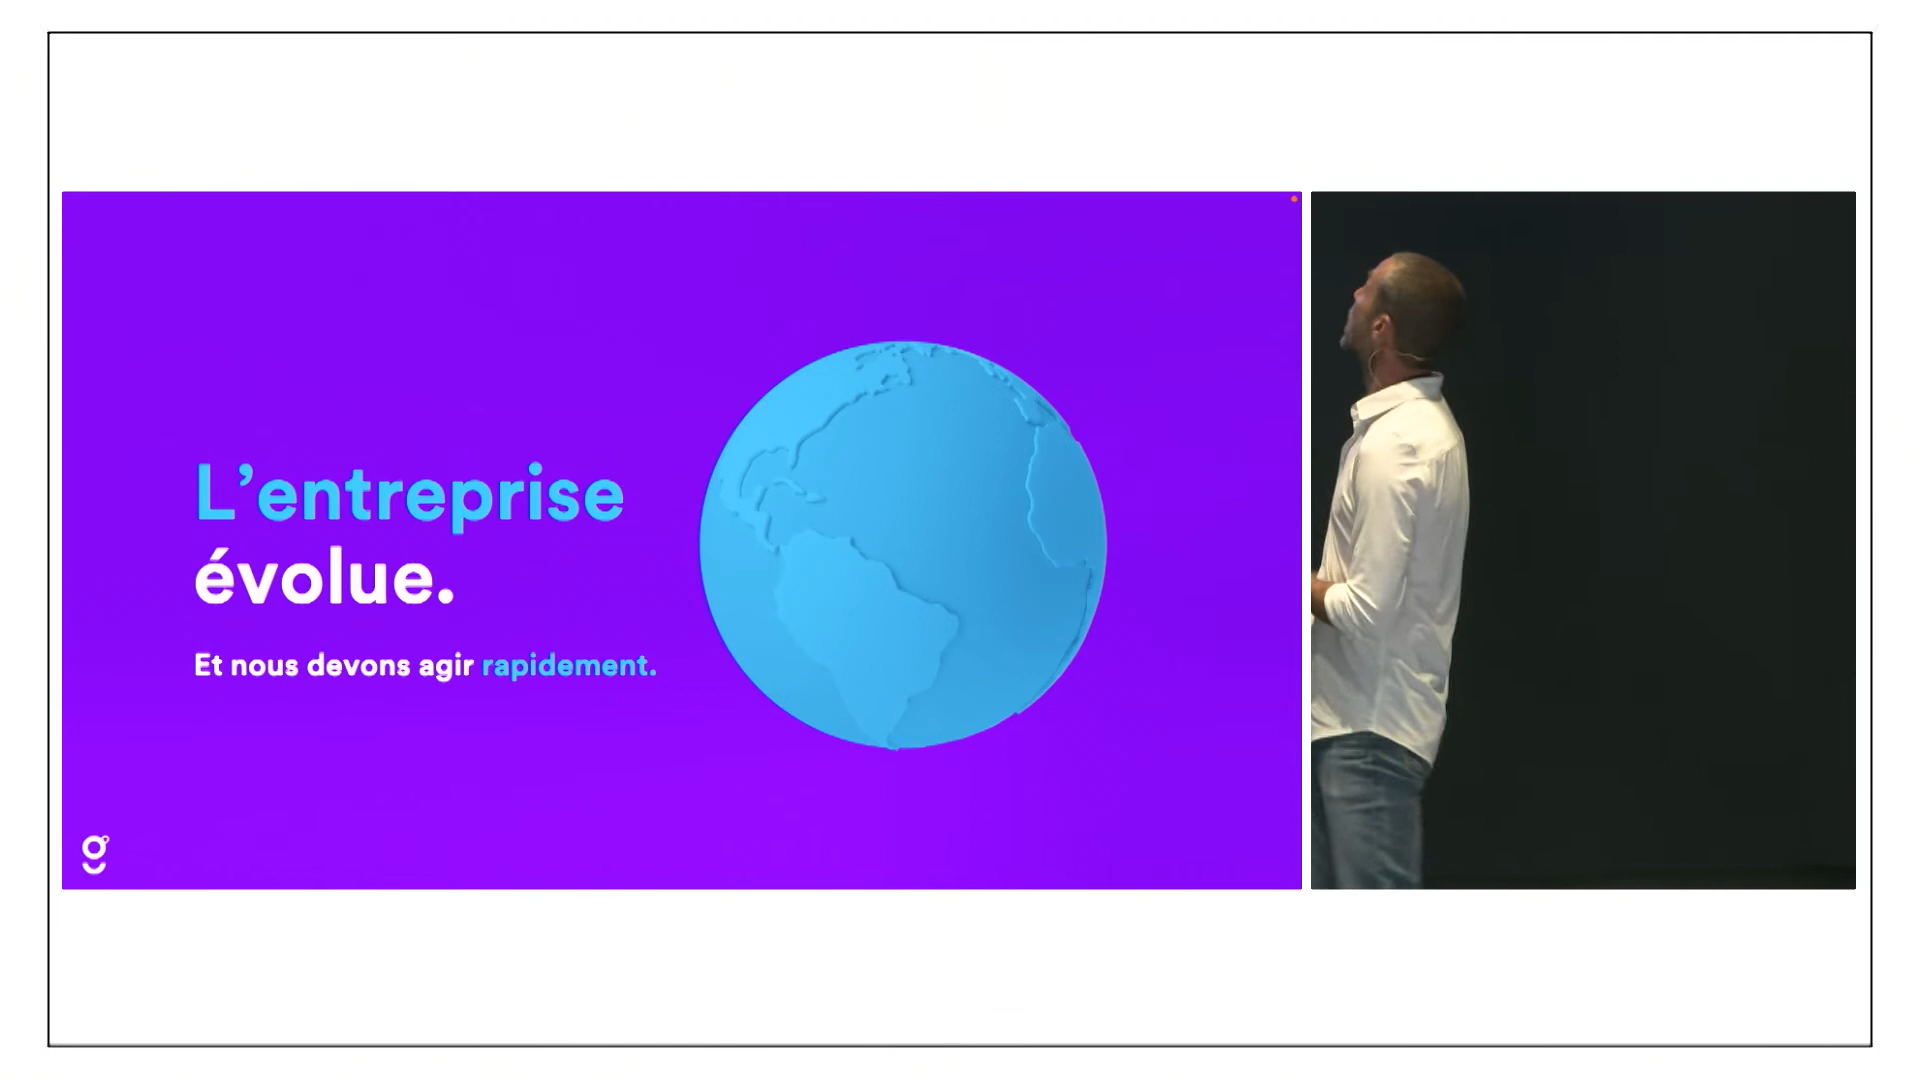 L’entreprise
évolue.
Et nous devons agir rapidement.